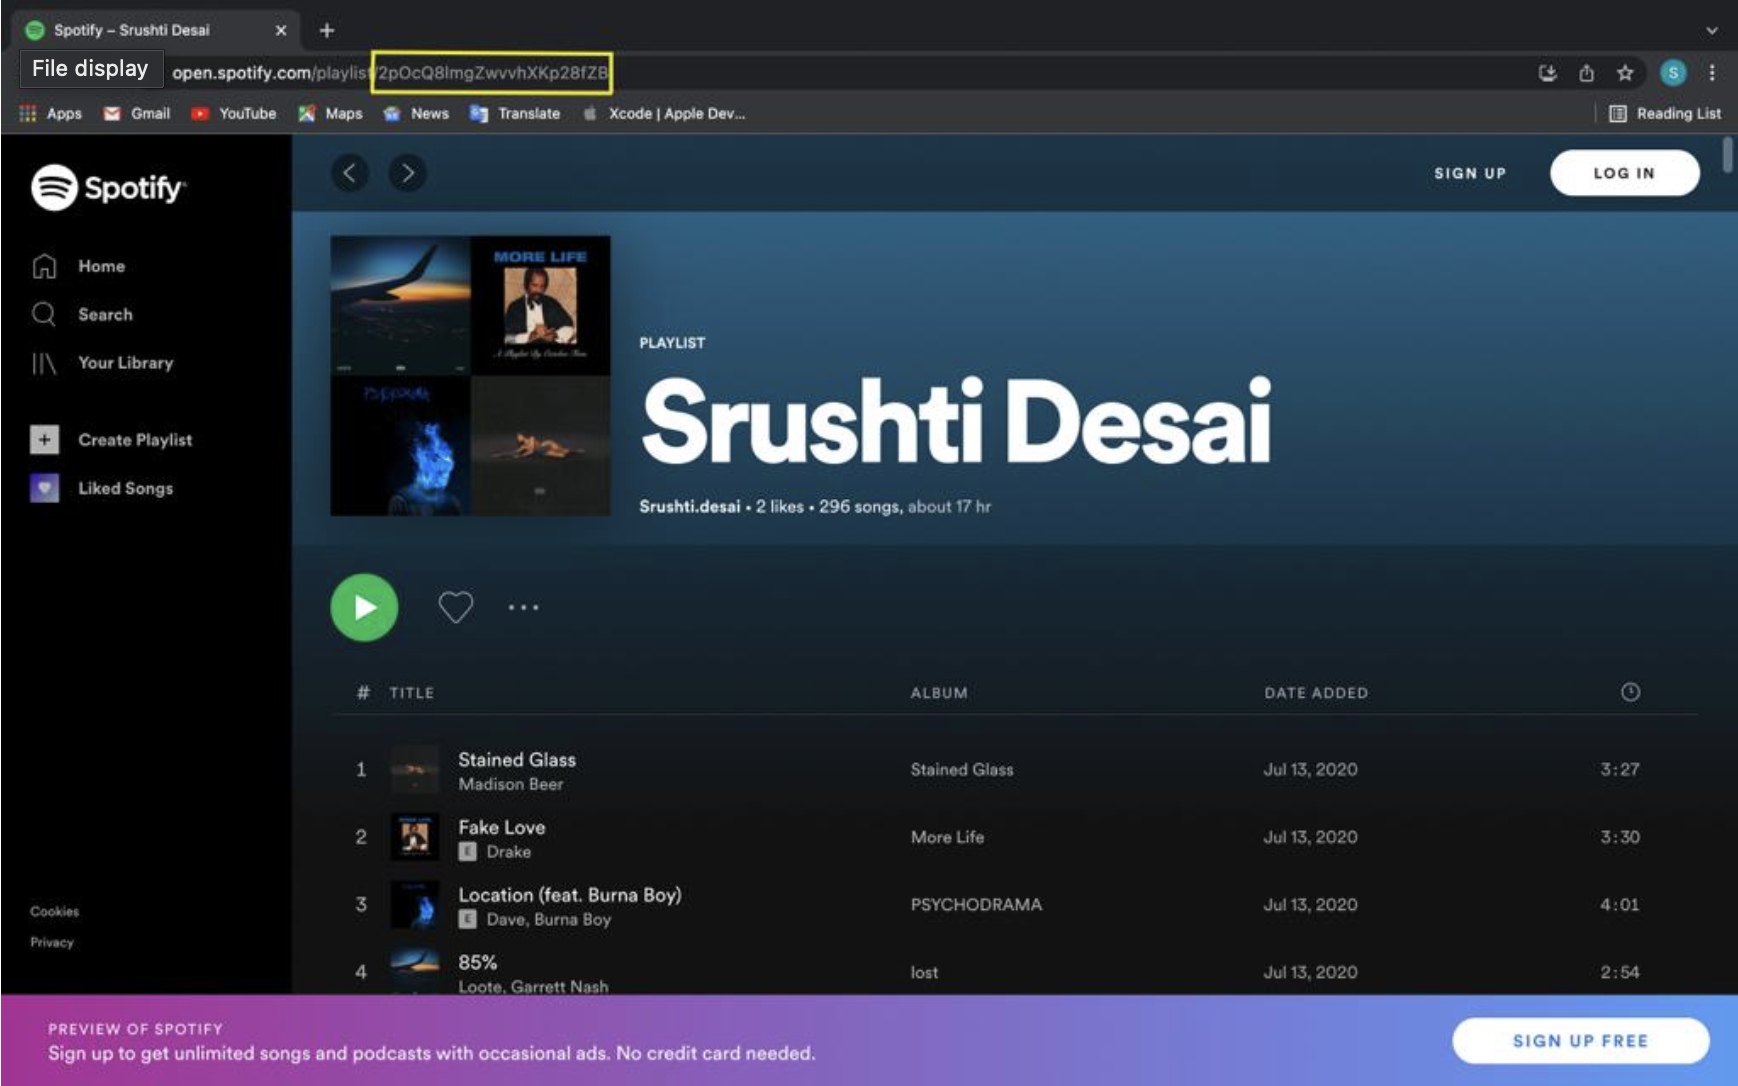 Spotify – Srushti Desai
File display
open.spotify.com/playlist/2pOcQ8lmgZwvvhXKp28fZB
Apps Gmail YouTube Maps News Translate Xcode | Apple Dev... Reading List
Spotify
SIGN UP LOG IN
Home
Search
Your Library
Create Playlist
Liked Songs
MORE LIFE
PLAYLIST
Srushti Desai
Srushti.desai • 2 likes • 296 songs, about 17 hr
# TITLE ALBUM DATE ADDED
1 Stained Glass Stained Glass Jul 13, 2020 3:27
Madison Beer
2 Fake Love More Life Jul 13, 2020 3:30
E Drake
3 Location (feat. Burna Boy) PSYCHODRAMA Jul 13, 2020 4:01
E Dave, Burna Boy
4 85% lost Jul 13, 2020 2:54
Loote, Garrett Nash
Cookies
Privacy
PREVIEW OF SPOTIFY
Sign up to get unlimited songs and podcasts with occasional ads. No credit card needed.
SIGN UP FREE